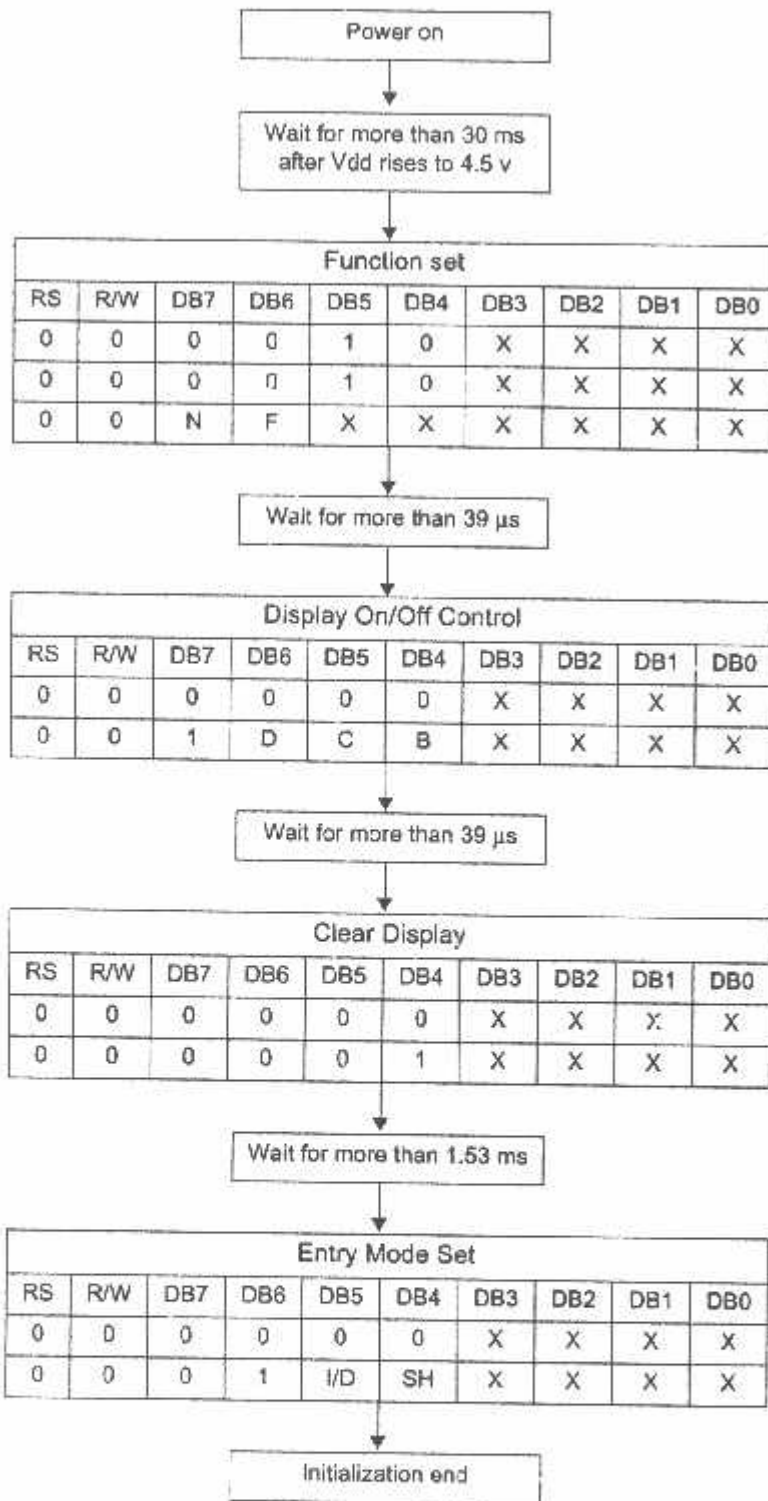 Power on
Wait for more than 30 ms
after Vdd rises to 4.5 v
Function set
RS R/W DB7 DB6 DB5 DB4 DB3 DB2 DB1 DB0
0 0 0 0 1 0 X X X X
0 0 0 0 1 0 X X X X
0 0 N F X X X X X X
Wait for more than 39 µs
Display On/Off Control
RS R/W DB7 DB6 DB5 DB4 DB3 DB2 DB1 DB0
0 0 0 0 0 0 X X X X
0 0 1 D C B X X X X
Wait for more than 39 µs
Clear Display
RS R/W DB7 DB6 DB5 DB4 DB3 DB2 DB1 DB0
0 0 0 0 0 0 X X X X
0 0 0 0 0 1 X X X X
Wait for more than 1.53 ms
Entry Mode Set
RS R/W DB7 DB6 DB5 DB4 DB3 DB2 DB1 DB0
0 0 0 0 0 0 X X X X
0 0 0 1 I/D SH X X X X
Initialization end